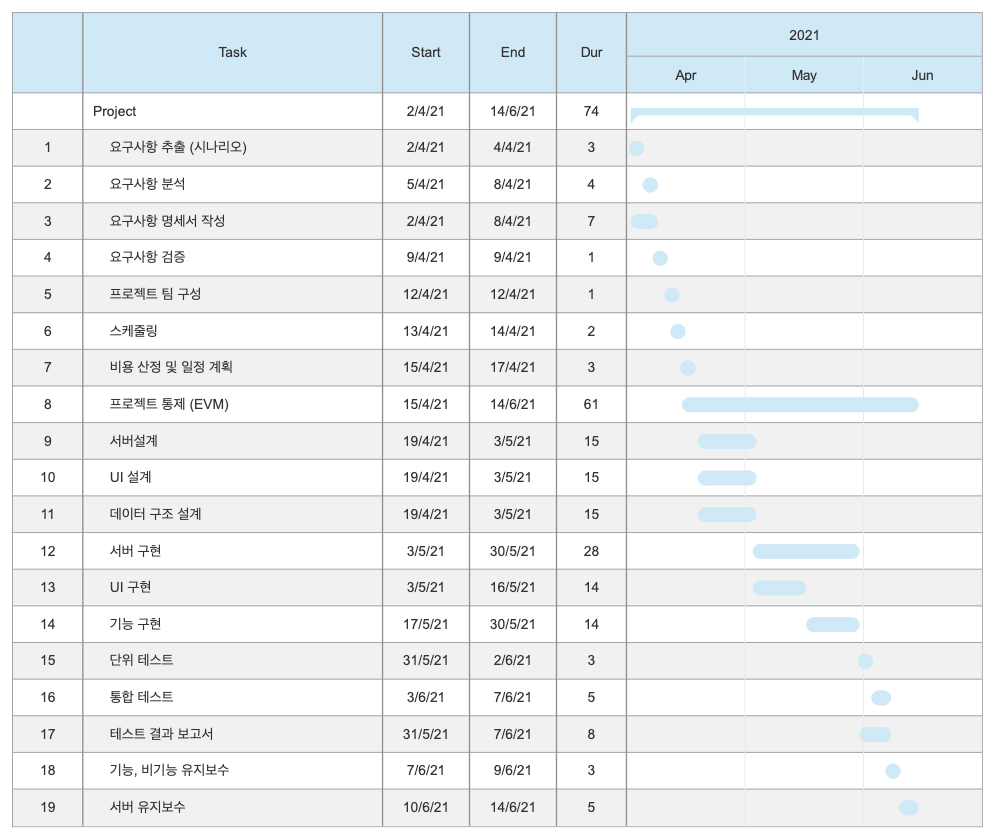 Task Start End Dur 2021
Apr May Jun
Project 2/4/21 14/6/21 74
1 요구사항 추출 (시나리오) 2/4/21 4/4/21 3
2 요구사항 분석 5/4/21 8/4/21 4
3 요구사항 명세서 작성 2/4/21 8/4/21 7
4 요구사항 검증 9/4/21 9/4/21 1
5 프로젝트 팀 구성 12/4/21 12/4/21 1
6 스케줄링 13/4/21 14/4/21 2
7 비용 산정 및 일정 계획 15/4/21 17/4/21 3
8 프로젝트 통제 (EVM) 15/4/21 14/6/21 61
9 서버설계 19/4/21 3/5/21 15
10 UI 설계 19/4/21 3/5/21 15
11 데이터 구조 설계 19/4/21 3/5/21 15
12 서버 구현 3/5/21 30/5/21 28
13 UI 구현 3/5/21 16/5/21 14
14 기능 구현 17/5/21 30/5/21 14
15 단위 테스트 31/5/21 2/6/21 3
16 통합 테스트 3/6/21 7/6/21 5
17 테스트 결과 보고서 31/5/21 7/6/21 8
18 기능, 비기능 유지보수 7/6/21 9/6/21 3
19 서버 유지보수 10/6/21 14/6/21 5